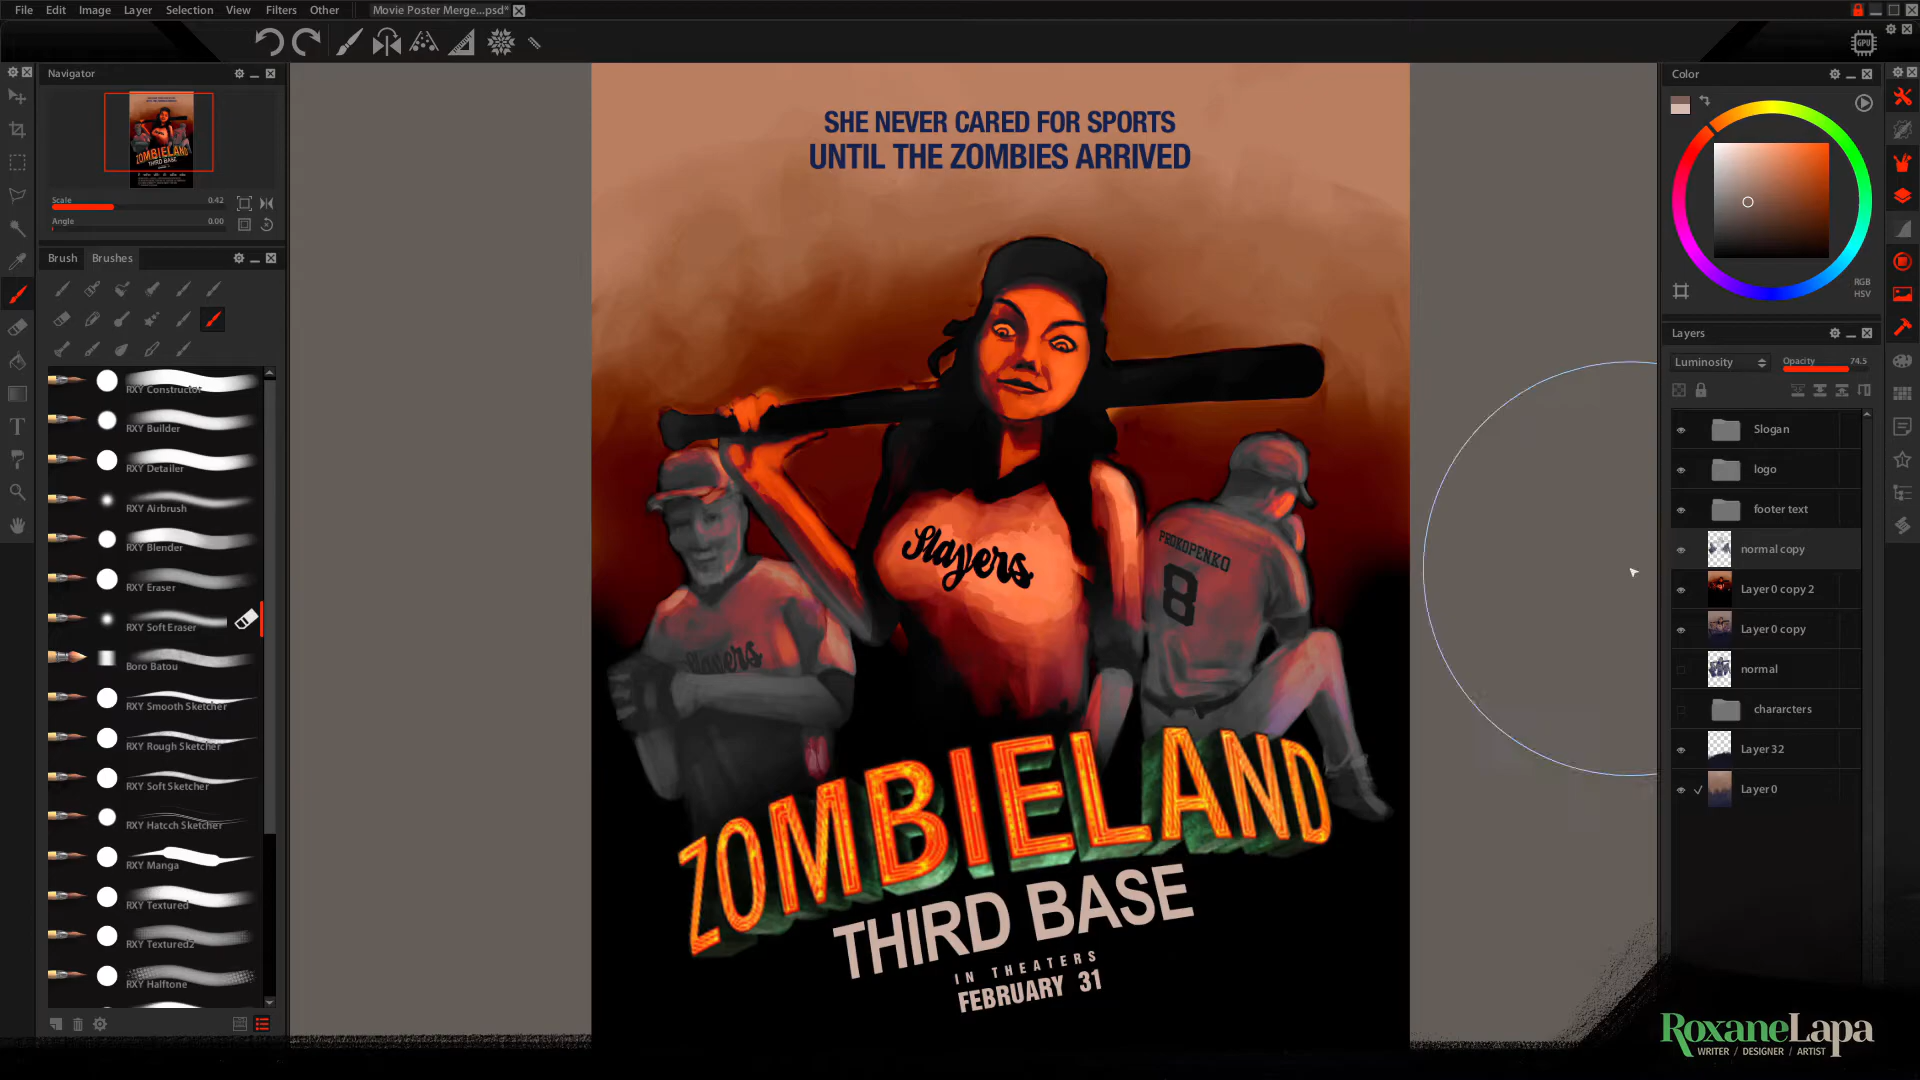 File Edit Image Layer Selection View Filters Other Movie Poster Merge...psd*
GPU
Navigator
Scale 0.42
Angle 0.00
Brush Brushes
RXY Constructor
RXY Builder
RXY Detailer
RXY Airbrush
RXY Blender
RXY Eraser
RXY Soft Eraser
Boro Batou
RXY Smooth Sketcher
RXY Rough Sketcher
RXY Soft Sketcher
RXY Hatcch Sketcher
RXY Manga
RXY Textured
RXY Textured2
RXY Halftone
SHE NEVER CARED FOR SPORTS
UNTIL THE ZOMBIES ARRIVED
Slayers
PROKOPENKO
8
Slayers
ZOMBIELAND
THIRD BASE
IN THEATERS
FEBRUARY 31
Color
RGB
HSV
Layers
Luminosity Opacity 74.5
Slogan
logo
footer text
normal copy
Layer 0 copy 2
Layer 0 copy
normal
chararcters
Layer 32
Layer 0
RoxaneLapa
WRITER / DESIGNER / ARTIST